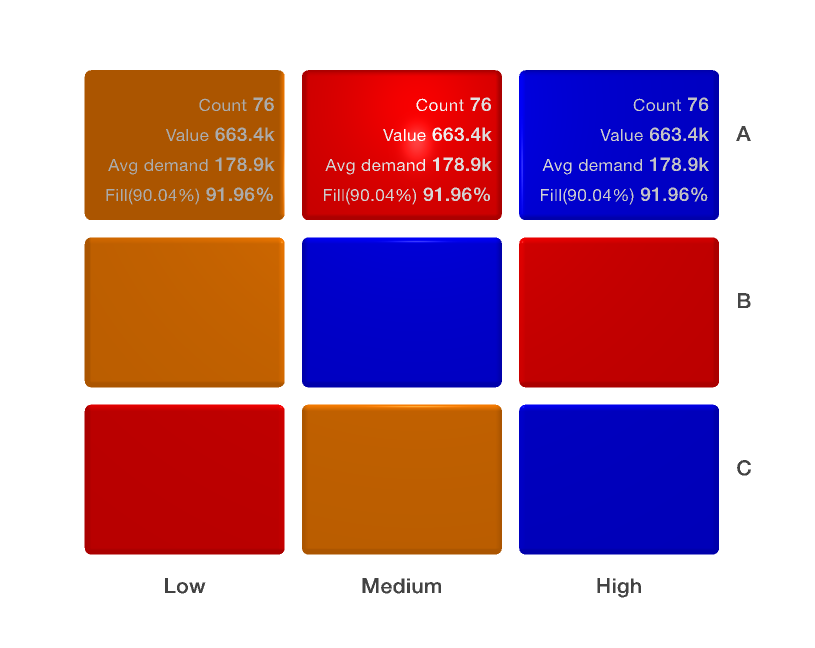 Count 76
Value 663.4k
Avg demand 178.9k
Fill(90.04%) 91.96%
Count 76
Value 663.4k
Avg demand 178.9k
Fill(90.04%) 91.96%
Count 76
Value 663.4k
Avg demand 178.9k
Fill(90.04%) 91.96%
A
B
C
Low
Medium
High